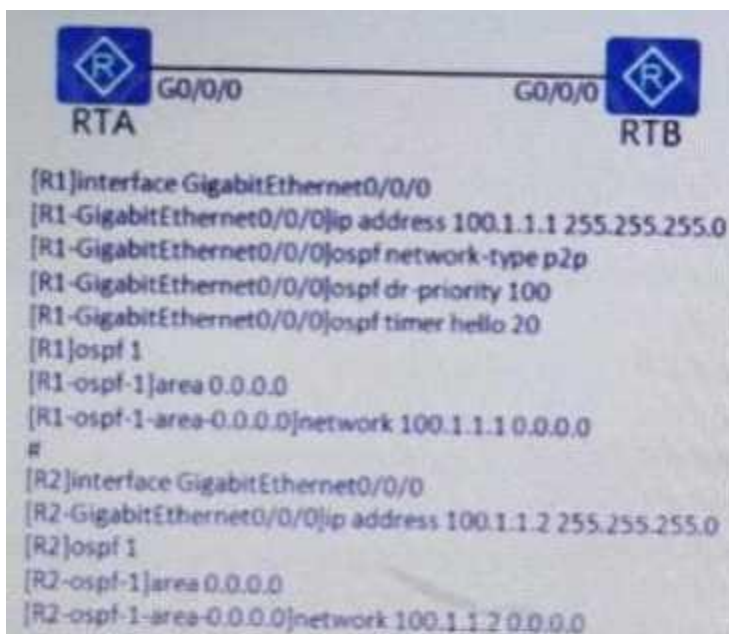 R R
G0/0/0 G0/0/0
RTA RTB
[R1]interface GigabitEthernet0/0/0
[R1-GigabitEthernet0/0/0]ip address 100.1.1.1 255.255.255.0
[R1-GigabitEthernet0/0/0]ospf network-type p2p
[R1-GigabitEthernet0/0/0]ospf dr-priority 100
[R1-GigabitEthernet0/0/0]ospf timer hello 20
[R1]ospf 1
[R1-ospf-1]area 0.0.0.0
[R1-ospf-1-area-0.0.0.0]network 100.1.1.1 0.0.0.0
#
[R2]interface GigabitEthernet0/0/0
[R2-GigabitEthernet0/0/0]ip address 100.1.1.2 255.255.255.0
[R2]ospf 1
[R2-ospf-1]area 0.0.0.0
[R2-ospf-1-area-0.0.0.0]network 100.1.1.2 0.0.0.0